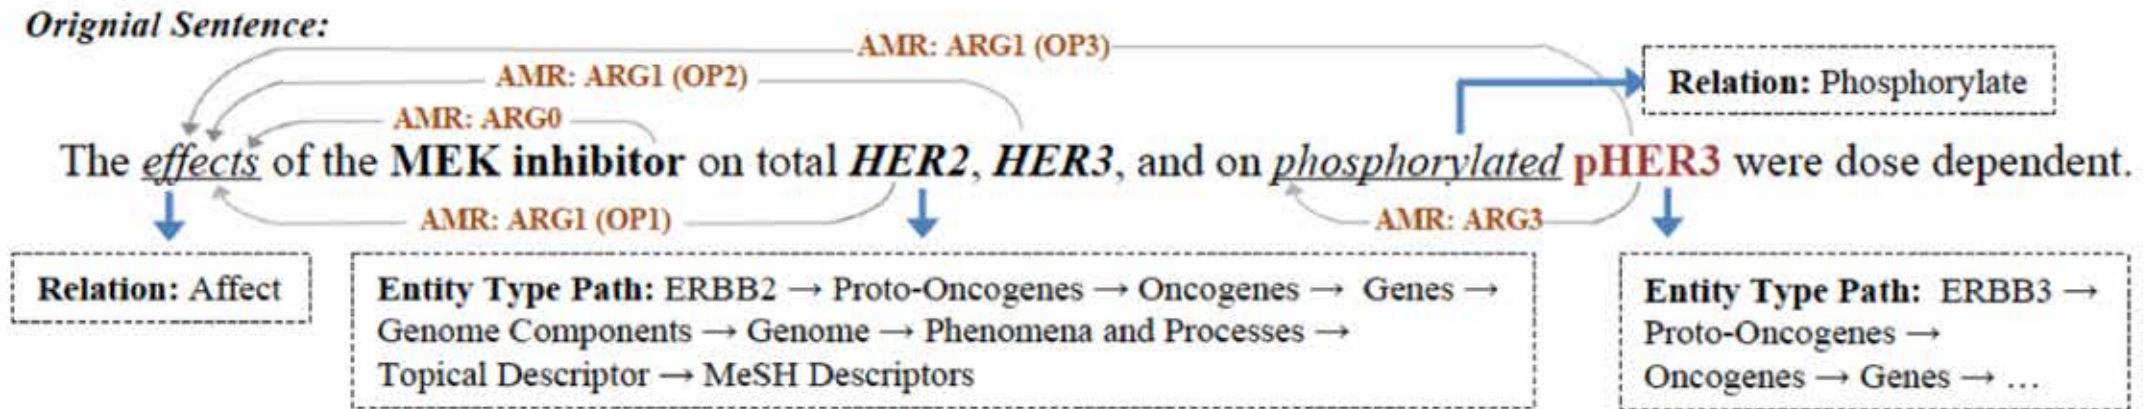 Orignial Sentence:
AMR: ARG1 (OP3)
AMR: ARG1 (OP2)
Relation: Phosphorylate
AMR: ARG0
The effects of the MEK inhibitor on total HER2, HER3, and on phosphorylated pHER3 were dose dependent.
AMR: ARG1 (OP1)
AMR: ARG3
Relation: Affect
Entity Type Path: ERBB2 → Proto-Oncogenes → Oncogenes → Genes →
Genome Components → Genome → Phenomena and Processes →
Topical Descriptor → MeSH Descriptors
Entity Type Path: ERBB3 →
Proto-Oncogenes →
Oncogenes → Genes → …